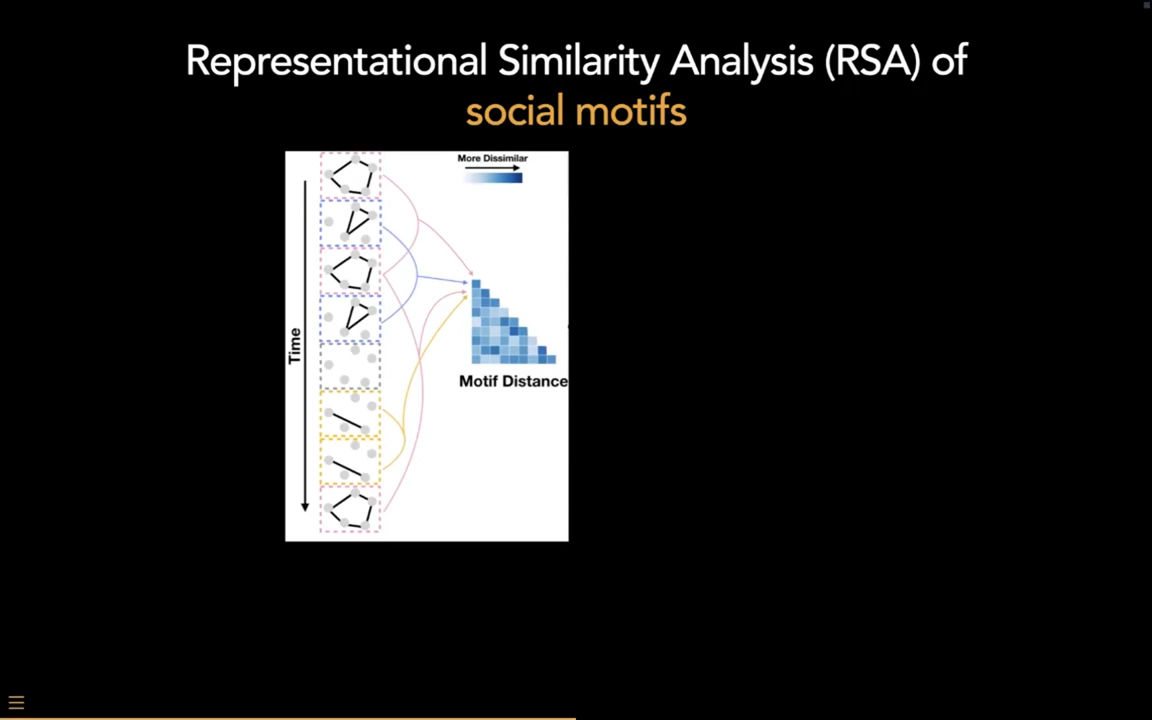 Representational Similarity Analysis (RSA) of
social motifs
More Dissimilar
Time
Motif Distance